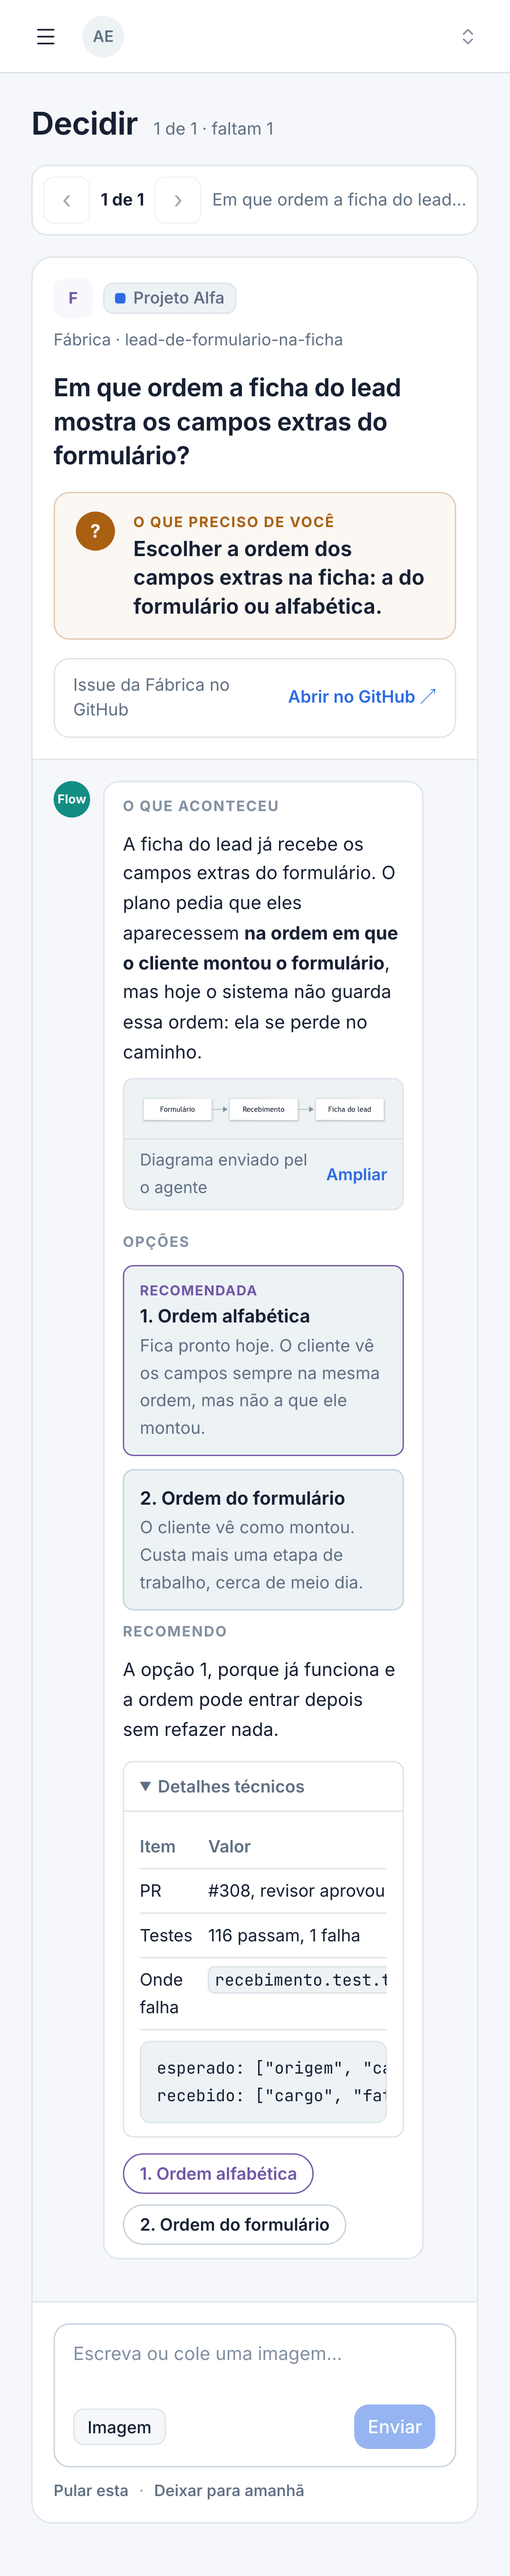 AE
Decidir 1 de 1 · faltam 1
1 de 1 Em que ordem a ficha do lead...
F Projeto Alfa
Fábrica · lead-de-formulario-na-ficha
Em que ordem a ficha do lead
mostra os campos extras do
formulário?
?
O QUE PRECISO DE VOCÊ
Escolher a ordem dos
campos extras na ficha: a do
formulário ou alfabética.
Issue da Fábrica no
GitHub
Abrir no GitHub ↗
Flow
O QUE ACONTECEU
A ficha do lead já recebe os
campos extras do formulário. O
plano pedia que eles
aparecessem na ordem em que
o cliente montou o formulário,
mas hoje o sistema não guarda
essa ordem: ela se perde no
caminho.
Formulário Recebimento Ficha do lead
Diagrama enviado pel
o agente
Ampliar
OPÇÕES
RECOMENDADA
1. Ordem alfabética
Fica pronto hoje. O cliente vê
os campos sempre na mesma
ordem, mas não a que ele
montou.
2. Ordem do formulário
O cliente vê como montou.
Custa mais uma etapa de
trabalho, cerca de meio dia.
RECOMENDO
A opção 1, porque já funciona e
a ordem pode entrar depois
sem refazer nada.
▼ Detalhes técnicos
Item Valor
PR #308, revisor aprovou
Testes 116 passam, 1 falha
Onde
falha
recebimento.test.t
esperado: ["origem", "ca
recebido: ["cargo", "fat
1. Ordem alfabética
2. Ordem do formulário
Escreva ou cole uma imagem...
Imagem Enviar
Pular esta · Deixar para amanhã